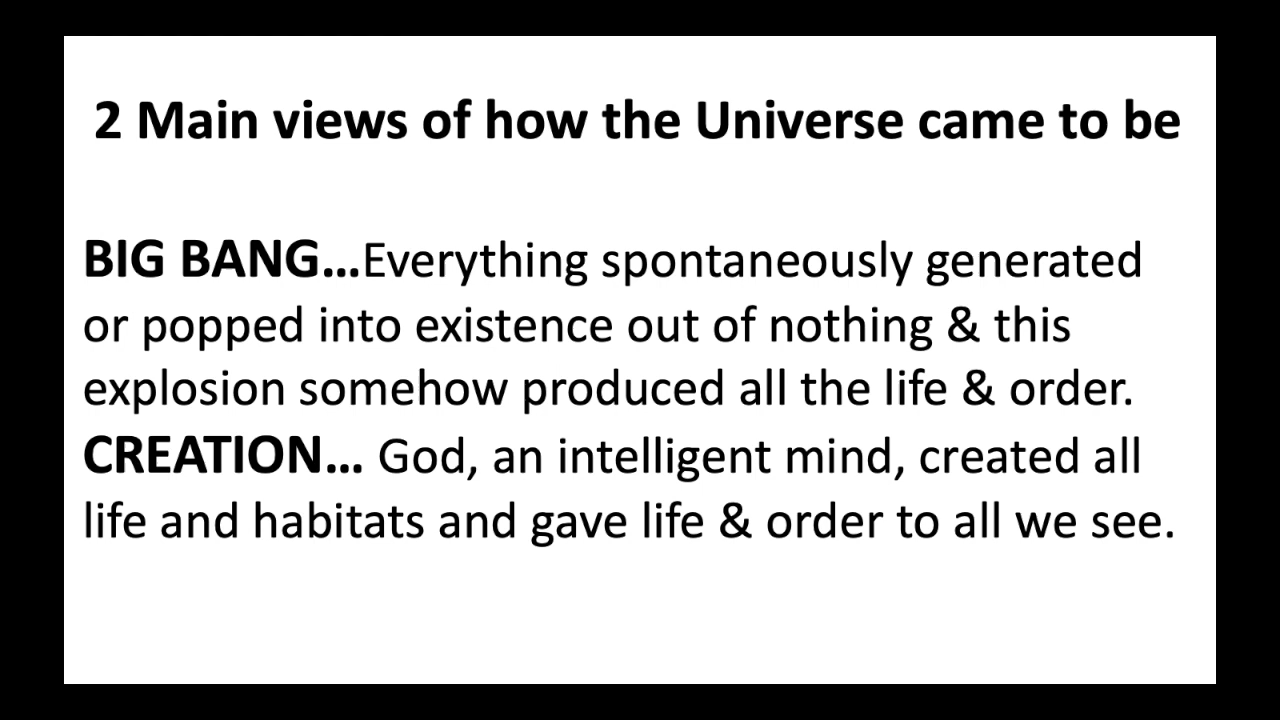 2 Main views of how the Universe came to be
BIG BANG...Everything spontaneously generated
or popped into existence out of nothing & this
explosion somehow produced all the life & order.
CREATION... God, an intelligent mind, created all
life and habitats and gave life & order to all we see.